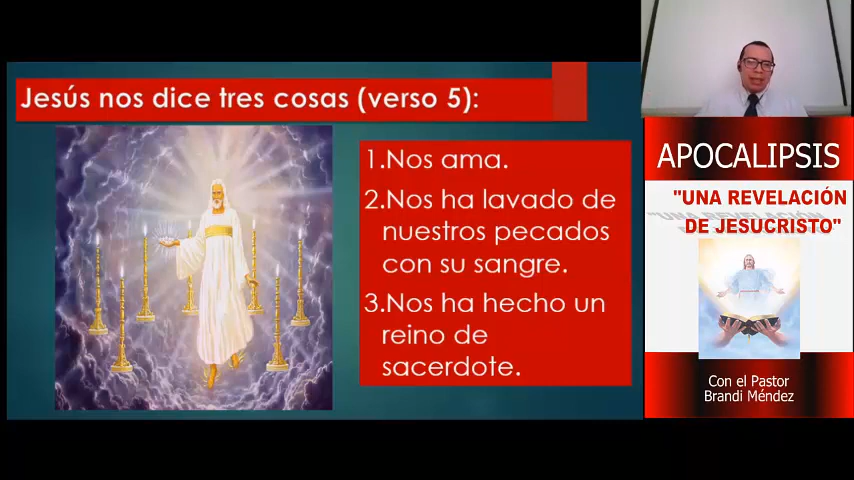 Jesús nos dice tres cosas (verso 5):
1.Nos ama.
2.Nos ha lavado de
nuestros pecados
con su sangre.
3.Nos ha hecho un
reino de
sacerdote.
APOCALIPSIS
"UNA REVELACIÓN
DE JESUCRISTO"
Con el Pastor
Brandi Méndez